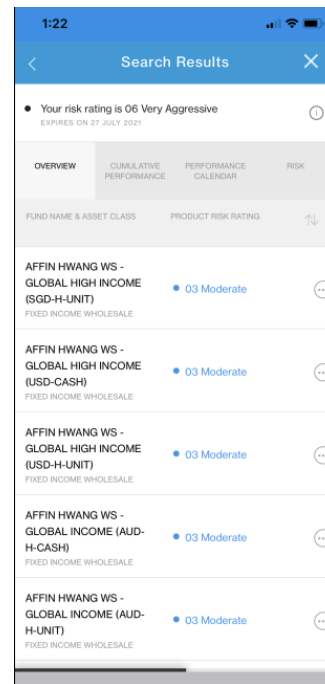 1:22
Search Results
Your risk rating is 06 Very Aggressive
EXPIRES ON 27 JULY 2021
OVERVIEW
CUMULATIVE
PERFORMANCE
PERFORMANCE
CALENDAR
RISK
FUND NAME & ASSET CLASS
PRODUCT RISK RATING
AFFIN HWANG WS -
GLOBAL HIGH INCOME
(SGD-H-UNIT)
FIXED INCOME WHOLESALE
03 Moderate
AFFIN HWANG WS -
GLOBAL HIGH INCOME
(USD-CASH)
FIXED INCOME WHOLESALE
03 Moderate
AFFIN HWANG WS -
GLOBAL HIGH INCOME
(USD-H-UNIT)
FIXED INCOME WHOLESALE
03 Moderate
AFFIN HWANG WS -
GLOBAL INCOME (AUD-
H-CASH)
FIXED INCOME WHOLESALE
03 Moderate
AFFIN HWANG WS -
GLOBAL INCOME (AUD-
H-UNIT)
FIXED INCOME WHOLESALE
03 Moderate